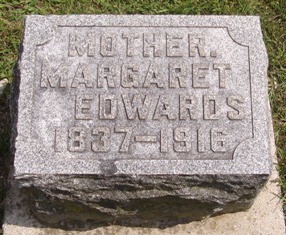 MOTHER.
MARGARET
EDWARDS
1837-1916